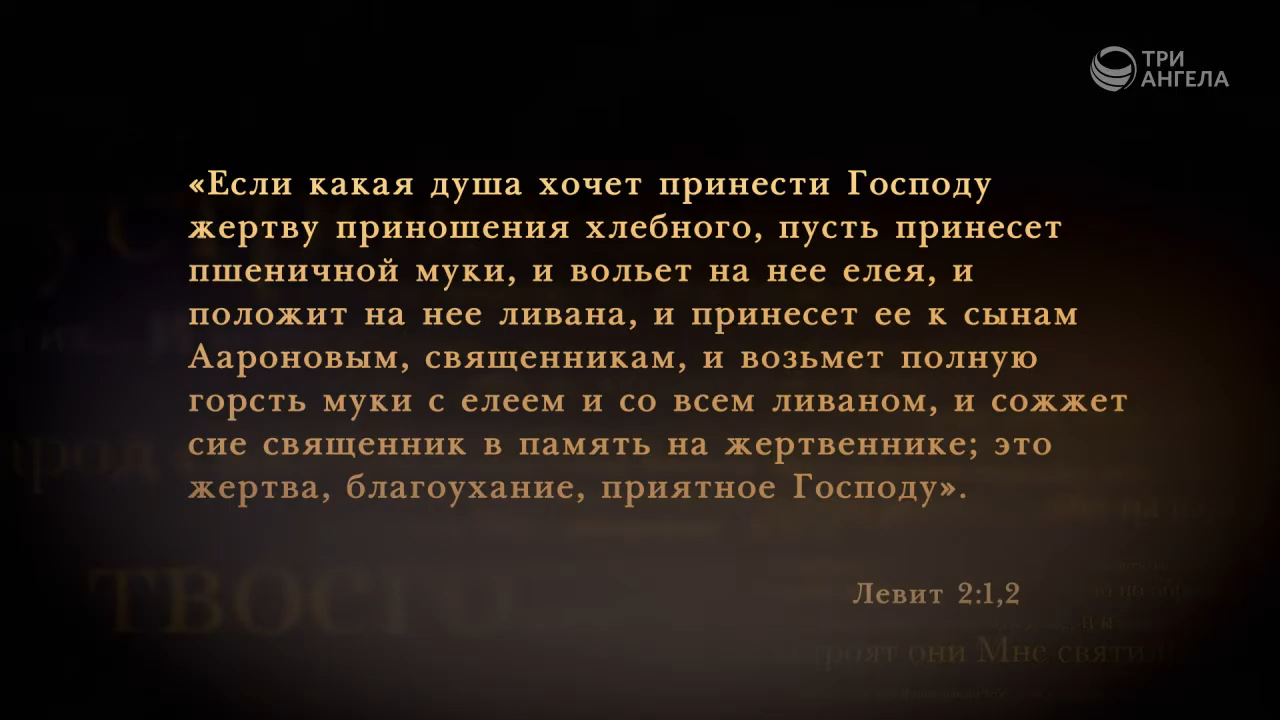 ТРИ
АНГЕЛА
«Если какая душа хочет принести Господу
жертву приношения хлебного, пусть принесет
пшеничной муки, и вольет на нее елея, и
положит на нее ливана, и принесет ее к сынам
Аароновым, священникам, и возьмет полную
горсть муки с елеем и со всем ливаном, и сожжет
сие священник в память на жертвеннике; это
жертва, благоухание, приятное Господу».
Левит 2:1,2
они Мне